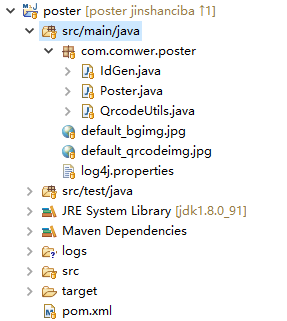 poster [poster jinshanciba ↑1]
src/main/java
com.comwer.poster
IdGen.java
Poster.java
QrcodeUtils.java
default_bgimg.jpg
default_qrcodeimg.jpg
log4j.properties
src/test/java
JRE System Library [jdk1.8.0_91]
Maven Dependencies
logs
src
target
pom.xml